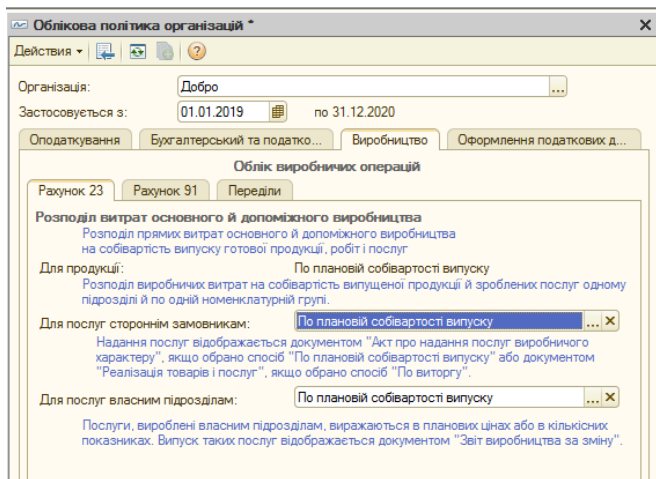 Облікова політика організацій *
Действия
Організація:
Добро
...
Застосовується з:
01.01.2019
по 31.12.2020
Оподаткування
Бухгалтерський та податко...
Виробництво
Оформлення податкових д...
Облік виробничих операцій
Рахунок 23
Рахунок 91
Переділи
Розподіл витрат основного й допоміжного виробництва
Розподіл прямих витрат основного й допоміжного виробництва
на собівартість випуску готової продукції, робіт і послуг
Для продукції:
По плановій собівартості випуску
Розподіл виробничих витрат на собівартість випущеної продукції й зроблених послуг одному
підрозділі й по одній номенклатурній групі.
Для послуг стороннім замовникам:
По плановій собівартості випуску
...
Надання послуг відображається документом "Акт про надання послуг виробничого
характеру", якщо обрано спосіб "По плановій собівартості випуску" або документом
"Реалізація товарів і послуг", якщо обрано спосіб "По виторгу".
Для послуг власним підрозділам:
По плановій собівартості випуску
...
Послуги, вироблені власним підрозділам, виражаються в планових цінах або в кількісних
показниках. Випуск таких послуг відображається документом "Звіт виробництва за зміну".